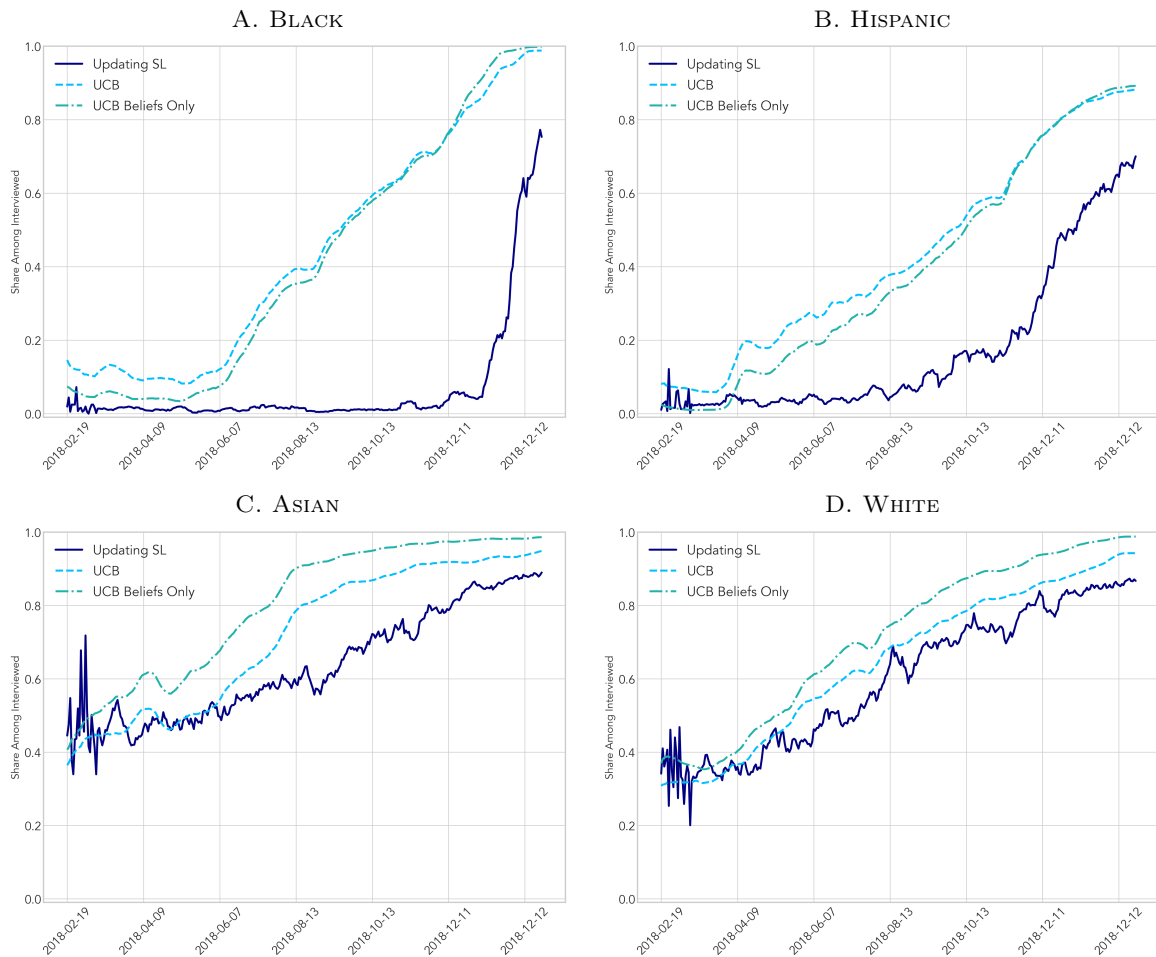 A. Black
B. Hispanic
1.0
0.8
0.6
0.4
0.2
0.0
Share Among Interviewed
Updating SL
UCB
UCB Beliefs Only
2018-02-19
2018-04-09
2018-06-07
2018-08-13
2018-10-13
2018-12-11
2018-12-12
1.0
0.8
0.6
0.4
0.2
0.0
Share Among Interviewed
Updating SL
UCB
UCB Beliefs Only
2018-02-19
2018-04-09
2018-06-07
2018-08-13
2018-10-13
2018-12-11
2018-12-12
C. Asian
D. White
1.0
0.8
0.6
0.4
0.2
0.0
Share Among Interviewed
Updating SL
UCB
UCB Beliefs Only
2018-02-19
2018-04-09
2018-06-07
2018-08-13
2018-10-13
2018-12-11
2018-12-12
1.0
0.8
0.6
0.4
0.2
0.0
Share Among Interviewed
Updating SL
UCB
UCB Beliefs Only
2018-02-19
2018-04-09
2018-06-07
2018-08-13
2018-10-13
2018-12-11
2018-12-12